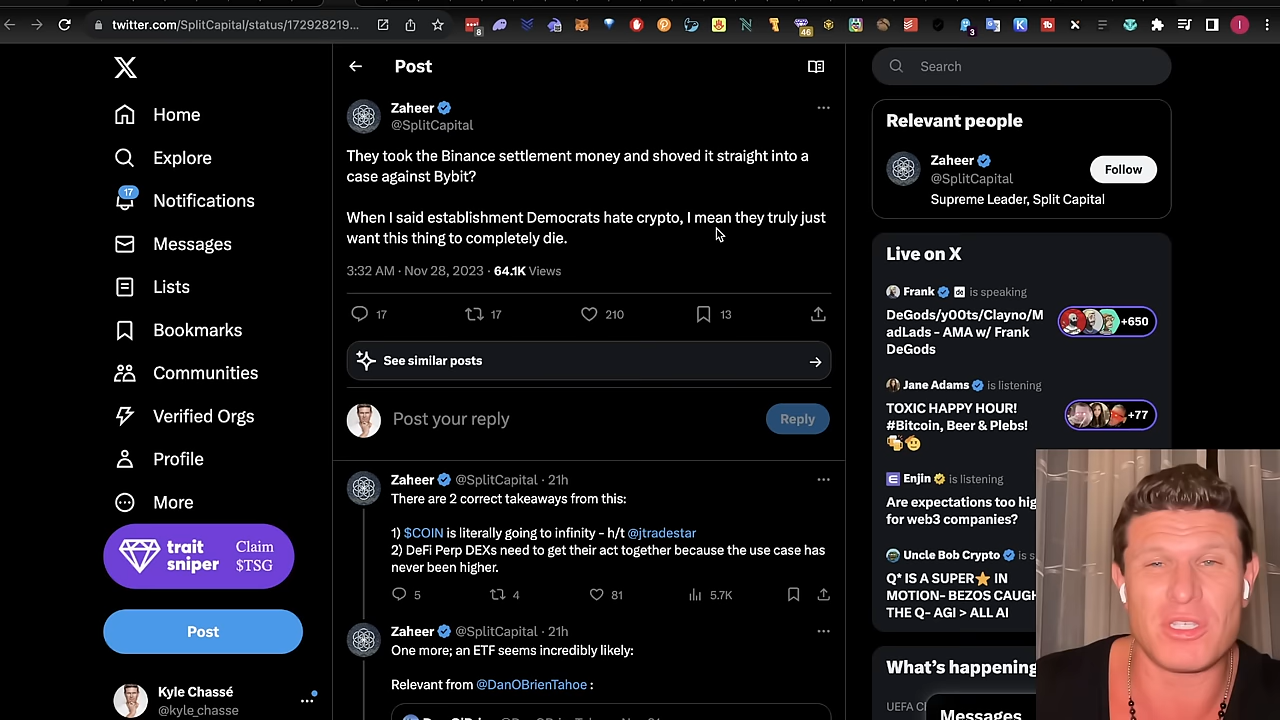 twitter.com/SplitCapital/status/172928219...
8
46
3
I
X
Home
Explore
17
Notifications
Messages
Lists
Bookmarks
Communities
Verified Orgs
Profile
More
trait
sniper
Claim
$TSG
Post
Kyle Chassé
@kyle_chasse
Post
Zaheer
@SplitCapital
They took the Binance settlement money and shoved it straight into a
case against Bybit?
When I said establishment Democrats hate crypto, I mean they truly just
want this thing to completely die.
3:32 AM · Nov 28, 2023 · 64.1K Views
17
17
210
13
See similar posts
Post your reply
Reply
Zaheer @SplitCapital · 21h
There are 2 correct takeaways from this:
1) $COIN is literally going to infinity - h/t @jtradestar
2) DeFi Perp DEXs need to get their act together because the use case has
never been higher.
5
4
81
5.7K
Zaheer @SplitCapital · 21h
One more; an ETF seems incredibly likely:
Relevant from @DanOBrienTahoe :
Search
Relevant people
Zaheer
@SplitCapital
Follow
Supreme Leader, Split Capital
Live on X
Frank de is speaking
DeGods/y00ts/Clayno/M
adLads - AMA w/ Frank
DeGods
+650
Jane Adams is listening
TOXIC HAPPY HOUR!
#Bitcoin, Beer & Plebs!
🍻🤕
+77
Enjin is listening
Are expectations too hig
for web3 companies?
Uncle Bob Crypto is s
Q* IS A SUPER⭐ IN
MOTION- BEZOS CAUGH
THE Q- AGI > ALL AI
What's happening
UEFA
Messages